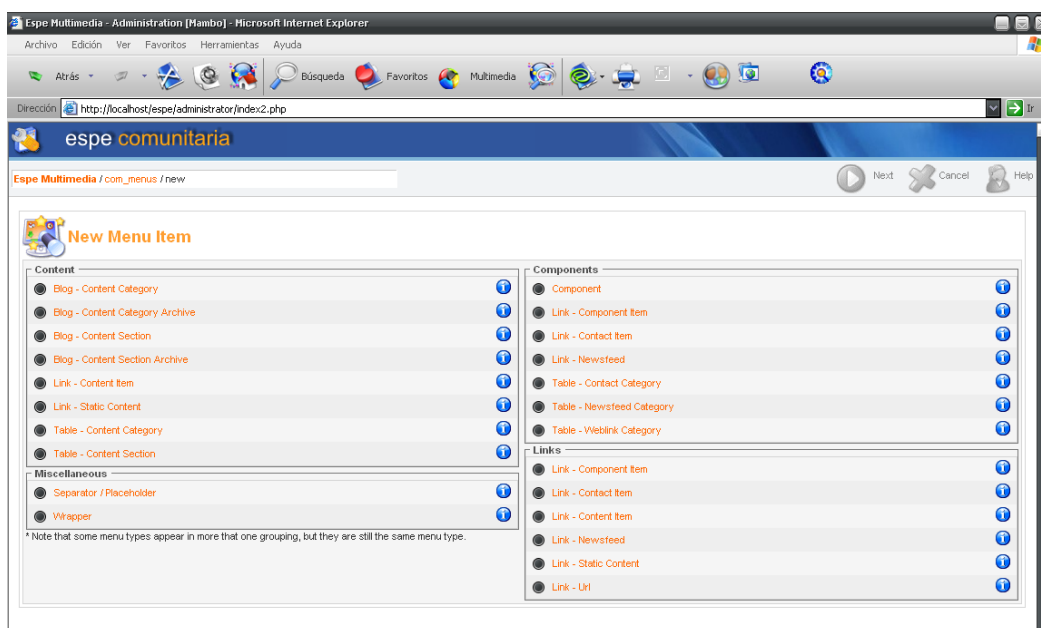 Espe Multimedia - Administration [Mambo] - Microsoft Internet Explorer
Archivo Edición Ver Favoritos Herramientas Ayuda
Atrás Búsqueda Favoritos Multimedia
Dirección http://localhost/espe/administrator/index2.php Ir
espe comunitaria
Espe Multimedia / com_menus / new Next Cancel Help
New Menu Item
Content
Blog - Content Category
Blog - Content Category Archive
Blog - Content Section
Blog - Content Section Archive
Link - Content Item
Link - Static Content
Table - Content Category
Table - Content Section
Miscellaneous
Separator / Placeholder
Wrapper
* Note that some menu types appear in more that one grouping, but they are still the same menu type.
Components
Component
Link - Component Item
Link - Contact Item
Link - Newsfeed
Table - Contact Category
Table - Newsfeed Category
Table - Weblink Category
Links
Link - Component Item
Link - Contact Item
Link - Content Item
Link - Newsfeed
Link - Static Content
Link - Url